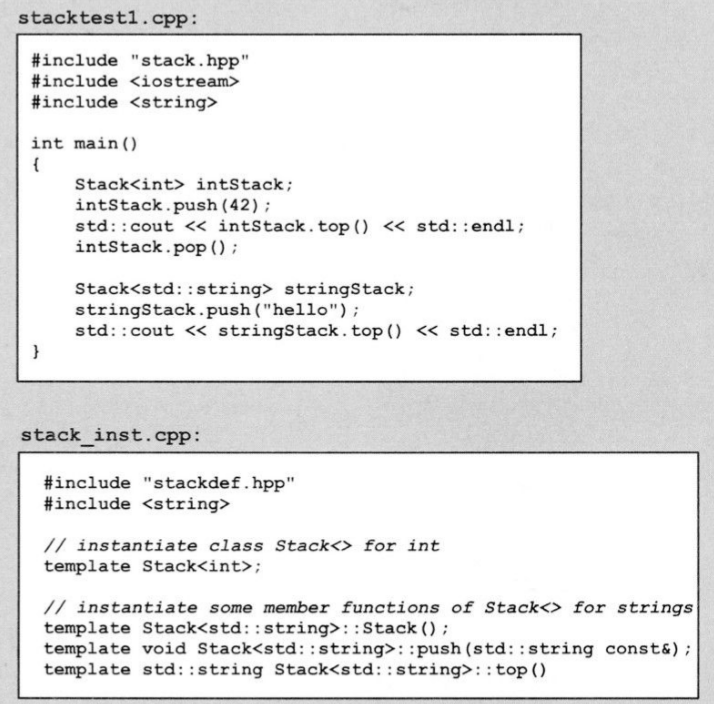 stacktest1.cpp:
#include "stack.hpp"
#include <iostream>
#include <string>
int main()
{
Stack<int> intStack;
intStack.push(42);
std::cout << intStack.top() << std::endl;
intStack.pop();
Stack<std::string> stringStack;
stringStack.push("hello");
std::cout << stringStack.top() << std::endl;
}
stack_inst.cpp:
#include "stackdef.hpp"
#include <string>
// instantiate class Stack<> for int
template Stack<int>;
// instantiate some member functions of Stack<> for strings
template Stack<std::string>::Stack();
template void Stack<std::string>::push(std::string const&);
template std::string Stack<std::string>::top()